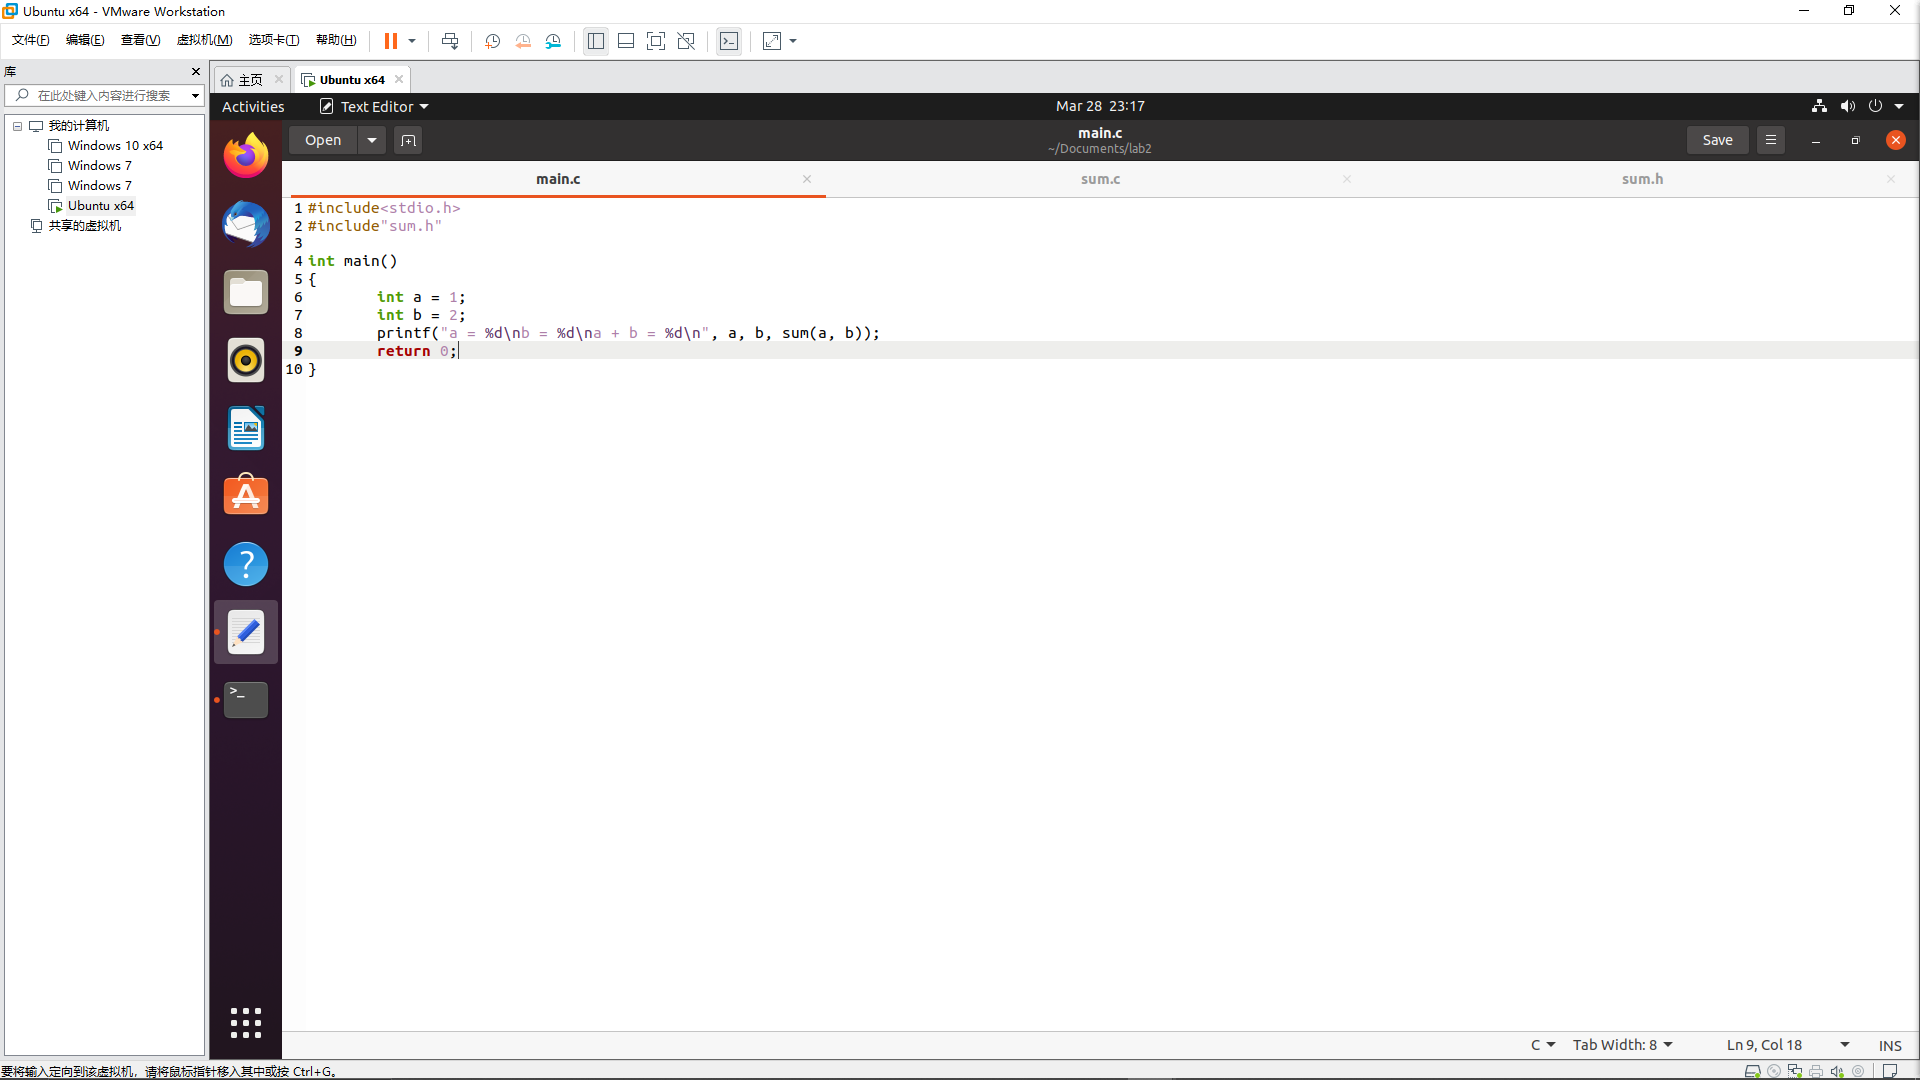 Ubuntu x64 - VMware Workstation
文件(F) 编辑(E) 查看(V) 虚拟机(M) 选项卡(T) 帮助(H)
库
在此处键入内容进行搜索
我的计算机
Windows 10 x64
Windows 7
Windows 7
Ubuntu x64
共享的虚拟机
主页 Ubuntu x64
Activities Text Editor Mar 28 23:17
Open main.c Save
~/Documents/lab2
main.c sum.c sum.h
1 #include<stdio.h>
2 #include"sum.h"
3
4 int main()
5 {
6 int a = 1;
7 int b = 2;
8 printf("a = %d\nb = %d\na + b = %d\n", a, b, sum(a, b));
9 return 0;
10 }
C Tab Width: 8 Ln 9, Col 18 INS
要将输入定向到该虚拟机，请将鼠标指针移入其中或按 Ctrl+G。